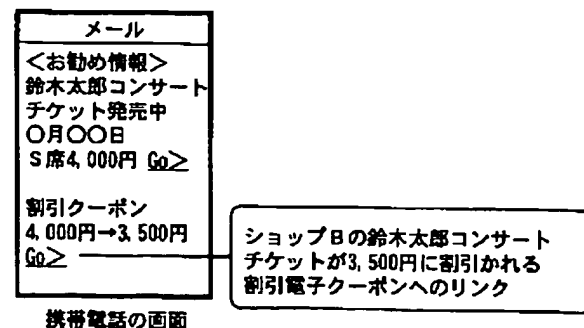 メール
＜お勧め情報＞
鈴木太郎コンサート
チケット発売中
〇月〇〇日
S席4,000円 Go＞
割引クーポン
4,000円→3,500円
Go＞
ショップBの鈴木太郎コンサート
チケットが3,500円に割引かれる
割引電子クーポンへのリンク
携帯電話の画面